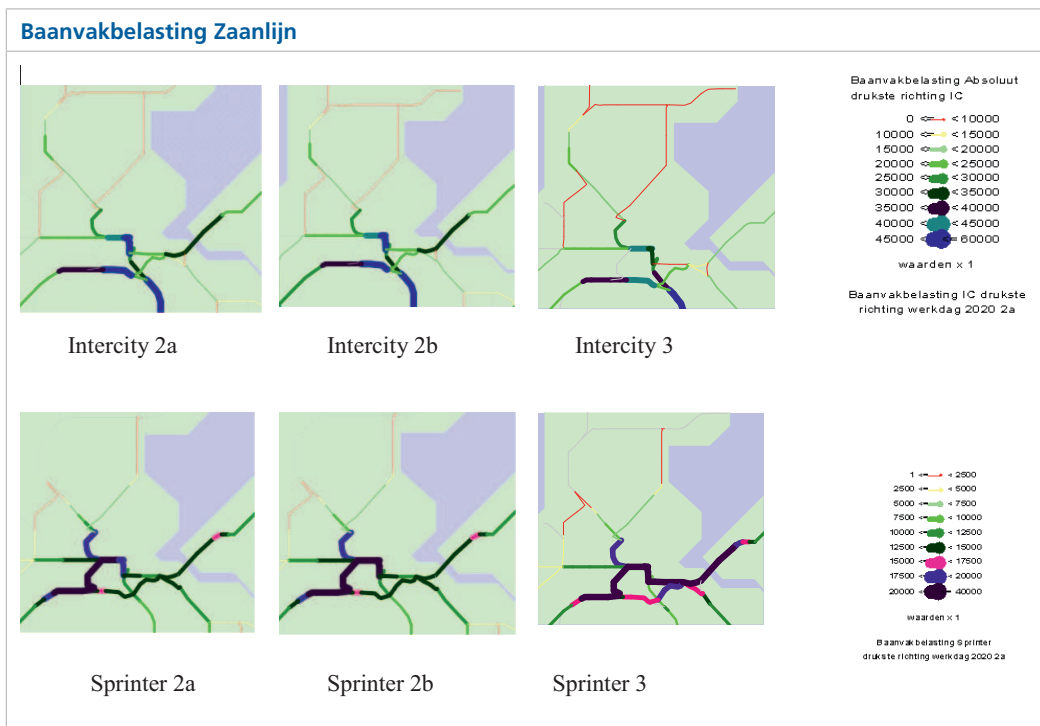 Baanvakbelasting Zaanlijn
Baanvakbelasting Absoluut
drukste richting IC
0 < 10000
10000 < 15000
15000 < 20000
20000 < 25000
25000 < 30000
30000 < 35000
35000 < 40000
40000 < 45000
45000 < 60000
waarden x 1
Baanvakbelasting IC drukste
richting werkdag 2020 2a
Intercity 2a
Intercity 2b
Intercity 3
1 < 2500
2500 < 5000
5000 < 7500
7500 < 10000
10000 < 12500
12500 < 15000
15000 < 17500
17500 < 20000
20000 < 40000
waarden x 1
Baanvakbelasting Sprinter
drukste richting werkdag 2020 2a
Sprinter 2a
Sprinter 2b
Sprinter 3